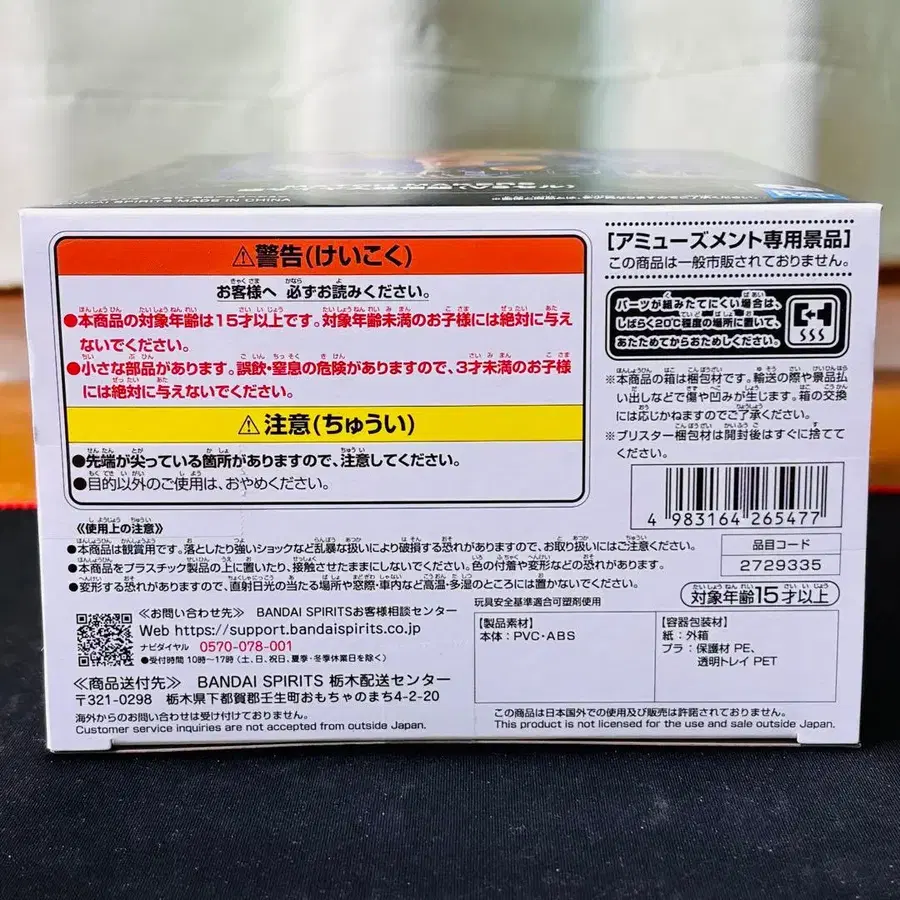 BANDAI SPIRITS MADE IN CHINA
⚠警告(けいこく)
お客様へ 必ずお読みください。
●本商品の対象年齢は15才以上です。対象年齢未満のお子様には絶対に与え
ないでください。
●小さな部品があります。誤飲・窒息の危険がありますので、3才未満のお子様
には絶対に与えないでください。
⚠注意(ちゅうい)
●先端が尖っている箇所がありますので、注意してください。
●目的以外のご使用は、おやめください。
[アミューズメント専用景品]
この商品は一般市販されておりません。
パーツが組みたてにくい場合は、
しばらく20℃程度の場所に置いて、
あたためてからおためしください。
※本商品の箱は梱包材です。輸送の際や景品払
い出しなどで傷や凹みが生じます。箱の交換
には応じかねますのでご了承ください。
※ブリスター梱包材は開封後はすぐに捨てて
ください。
4 983164 265477
品目コード
2729335
対象年齢15才以上
《使用上の注意》
●本商品は観賞用です。落としたり強いショックなど乱暴な扱いにより破損する恐れがありますので、お取り扱いにはご注意ください。
●本商品をプラスチック製品の上に置いたり、接触させたままにしないでください。色の付着や変形などの恐れがあります。
●変形する恐れがありますので、直射日光の当たる場所や窓際・車内など高温・多湿のところには置かないでください。
《お問い合わせ先》 BANDAI SPIRITSお客様相談センター
Web https://support.bandaispirits.co.jp
ナビダイヤル 0570-078-001
●受付時間 10時~17時(土、日、祝日、夏季・冬季休業日を除く)
《商品送付先》 BANDAI SPIRITS 栃木配送センター
〒321-0298 栃木県下都賀郡壬生町おもちゃのまち4-2-20
海外からのお問い合わせは受け付けておりません。
Customer service inquiries are not accepted from outside Japan.
玩具安全基準適合可塑剤使用
【製品素材】
本体:PVC・ABS
【容器包装材】
紙:外箱
プラ:保護材 PE、
透明トレイ PET
この商品は日本国外での使用及び販売は許諾されておりません。
This product is not licensed for the use and sale outside Japan.